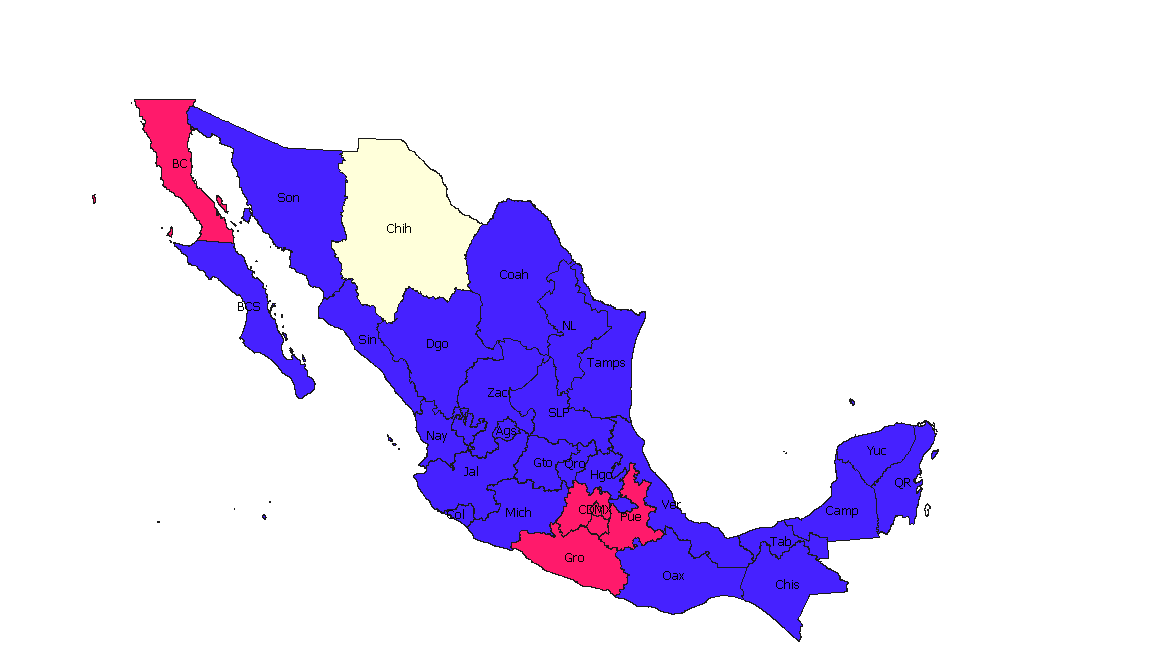 BC
Son
Chih
Coah
BCS
NL
Sin
Dgo
Tamps
Zac
SLP
Nay
Ags
Yuc
Jal
Gto
Qro
Hgo
QR
Ver
Col
Mich
CDMX
Pue
Camp
Tab
Gro
Oax
Chis